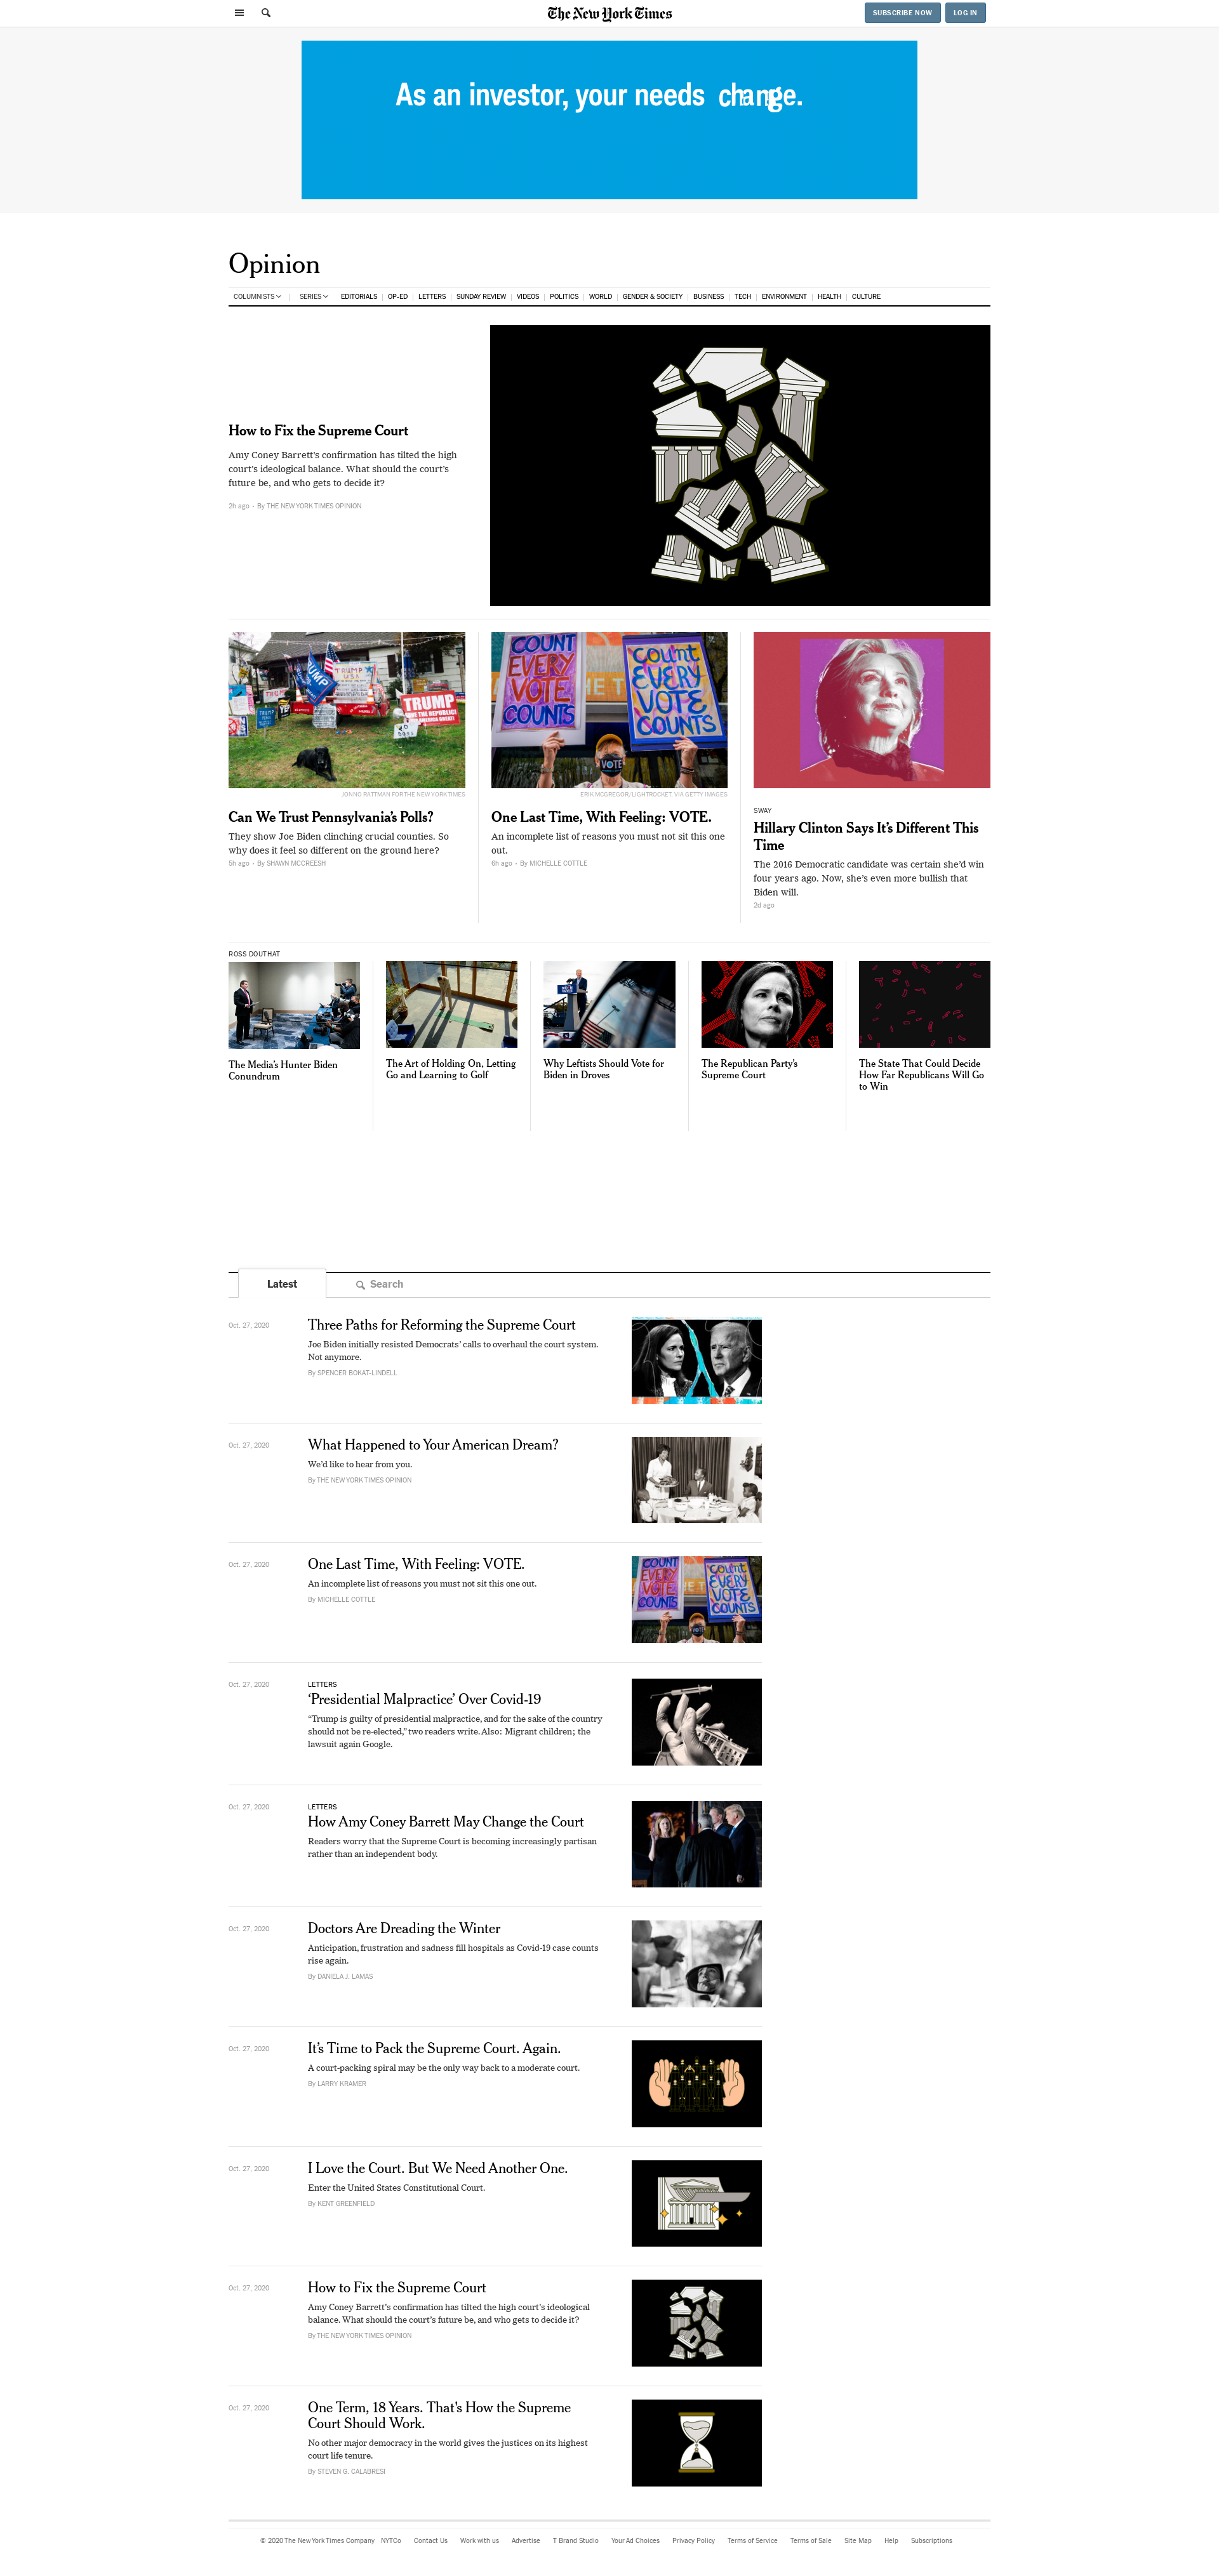 The New York Times
SUBSCRIBE NOW
LOG IN
As an investor, your needs change.
Opinion
COLUMNISTS
SERIES
EDITORIALS
OP-ED
LETTERS
SUNDAY REVIEW
VIDEOS
POLITICS
WORLD
GENDER & SOCIETY
BUSINESS
TECH
ENVIRONMENT
HEALTH
CULTURE
How to Fix the Supreme Court
Amy Coney Barrett's confirmation has tilted the high
court's ideological balance. What should the court's
future be, and who gets to decide it?
2h ago • By THE NEW YORK TIMES OPINION
TRUMP
TRUMP
COUNT
EVERY
VOTE
COUNTS
COUNT
EVERY
VOTE
COUNTS
VOTE
JONNO RATTMAN FOR THE NEW YORK TIMES
Can We Trust Pennsylvania's Polls?
They show Joe Biden clinching crucial counties. So
why does it feel so different on the ground here?
5h ago • By SHAWN MCCREESH
ERIK MCGREGOR/LIGHTROCKET, VIA GETTY IMAGES
One Last Time, With Feeling: VOTE.
An incomplete list of reasons you must not sit this one
out.
6h ago • By MICHELLE COTTLE
SWAY
Hillary Clinton Says It's Different This
Time
The 2016 Democratic candidate was certain she'd win
four years ago. Now, she's even more bullish that
Biden will.
2d ago
ROSS DOUTHAT
The Media's Hunter Biden
Conundrum
The Art of Holding On, Letting
Go and Learning to Golf
Why Leftists Should Vote for
Biden in Droves
The Republican Party's
Supreme Court
The State That Could Decide
How Far Republicans Will Go
to Win
Latest
Search
Oct. 27, 2020
Three Paths for Reforming the Supreme Court
Joe Biden initially resisted Democrats' calls to overhaul the court system.
Not anymore.
By SPENCER BOKAT-LINDELL
Oct. 27, 2020
What Happened to Your American Dream?
We'd like to hear from you.
By THE NEW YORK TIMES OPINION
Oct. 27, 2020
One Last Time, With Feeling: VOTE.
An incomplete list of reasons you must not sit this one out.
By MICHELLE COTTLE
COUNT
EVERY
VOTE
COUNTS
COUNT
EVERY
VOTE
COUNTS
Oct. 27, 2020
LETTERS
‘Presidential Malpractice’ Over Covid-19
“Trump is guilty of presidential malpractice, and for the sake of the country
should not be re-elected,” two readers write. Also: Migrant children; the
lawsuit again Google.
Oct. 27, 2020
LETTERS
How Amy Coney Barrett May Change the Court
Readers worry that the Supreme Court is becoming increasingly partisan
rather than an independent body.
Oct. 27, 2020
Doctors Are Dreading the Winter
Anticipation, frustration and sadness fill hospitals as Covid-19 case counts
rise again.
By DANIELA J. LAMAS
Oct. 27, 2020
It's Time to Pack the Supreme Court. Again.
A court-packing spiral may be the only way back to a moderate court.
By LARRY KRAMER
Oct. 27, 2020
I Love the Court. But We Need Another One.
Enter the United States Constitutional Court.
By KENT GREENFIELD
Oct. 27, 2020
How to Fix the Supreme Court
Amy Coney Barrett's confirmation has tilted the high court's ideological
balance. What should the court's future be, and who gets to decide it?
By THE NEW YORK TIMES OPINION
Oct. 27, 2020
One Term, 18 Years. That's How the Supreme
Court Should Work.
No other major democracy in the world gives the justices on its highest
court life tenure.
By STEVEN G. CALABRESI
© 2020 The New York Times Company
NYTCo
Contact Us
Work with us
Advertise
T Brand Studio
Your Ad Choices
Privacy Policy
Terms of Service
Terms of Sale
Site Map
Help
Subscriptions